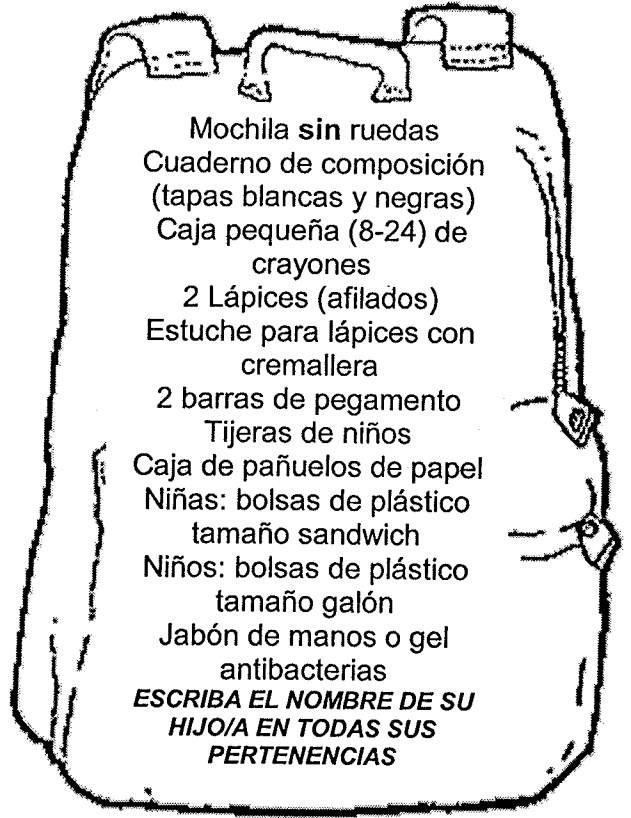 Mochila sin ruedas
Cuaderno de composición
(tapas blancas y negras)
Caja pequeña (8-24) de
crayones
2 Lápices (afilados)
Estuche para lápices con
cremallera
2 barras de pegamento
Tijeras de niños
Caja de pañuelos de papel
Niñas: bolsas de plástico
tamaño sandwich
Niños: bolsas de plástico
tamaño galón
Jabón de manos o gel
antibacterias
ESCRIBA EL NOMBRE DE SU
HIJO/A EN TODAS SUS
PERTENENCIAS